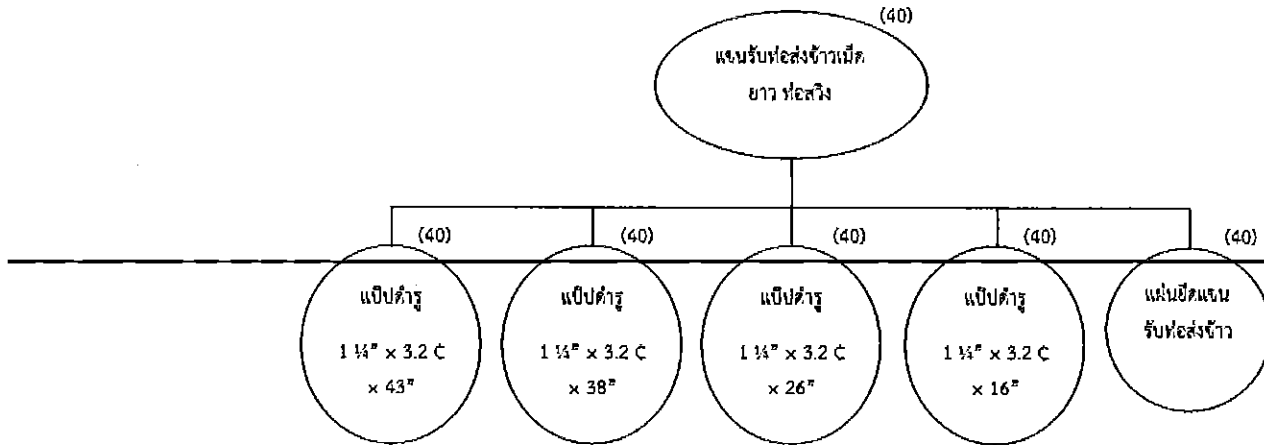 (40)
แขนรับท่อส่งข้าวเม็ด
ยาว ท่อสวิง
(40)
(40)
(40)
(40)
(40)
แป๊ปดำรู
1 ¼" × 3.2 C
× 43"
แป๊ปดำรู
1 ¼" × 3.2 C
× 38"
แป๊ปดำรู
1 ¼" × 3.2 C
× 26"
แป๊ปดำรู
1 ¼" × 3.2 C
× 16"
แผ่นยึดแขน
รับท่อส่งข้าว